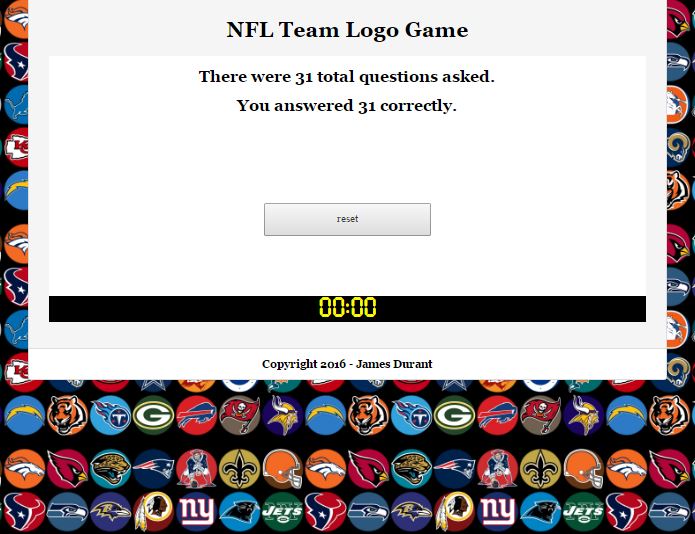 NFL Team Logo Game
There were 31 total questions asked.
You answered 31 correctly.
reset
00:00
Copyright 2016 - James Durant
ny JETS ny JETS